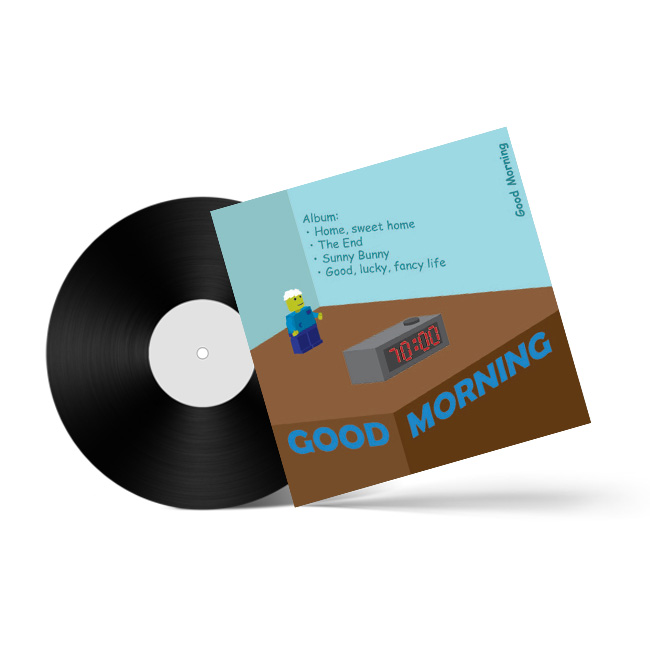 Good Morning
Album:
• Home, sweet home
• The End
• Sunny Bunny
• Good, lucky, fancy life
70:00
GOOD MORNING